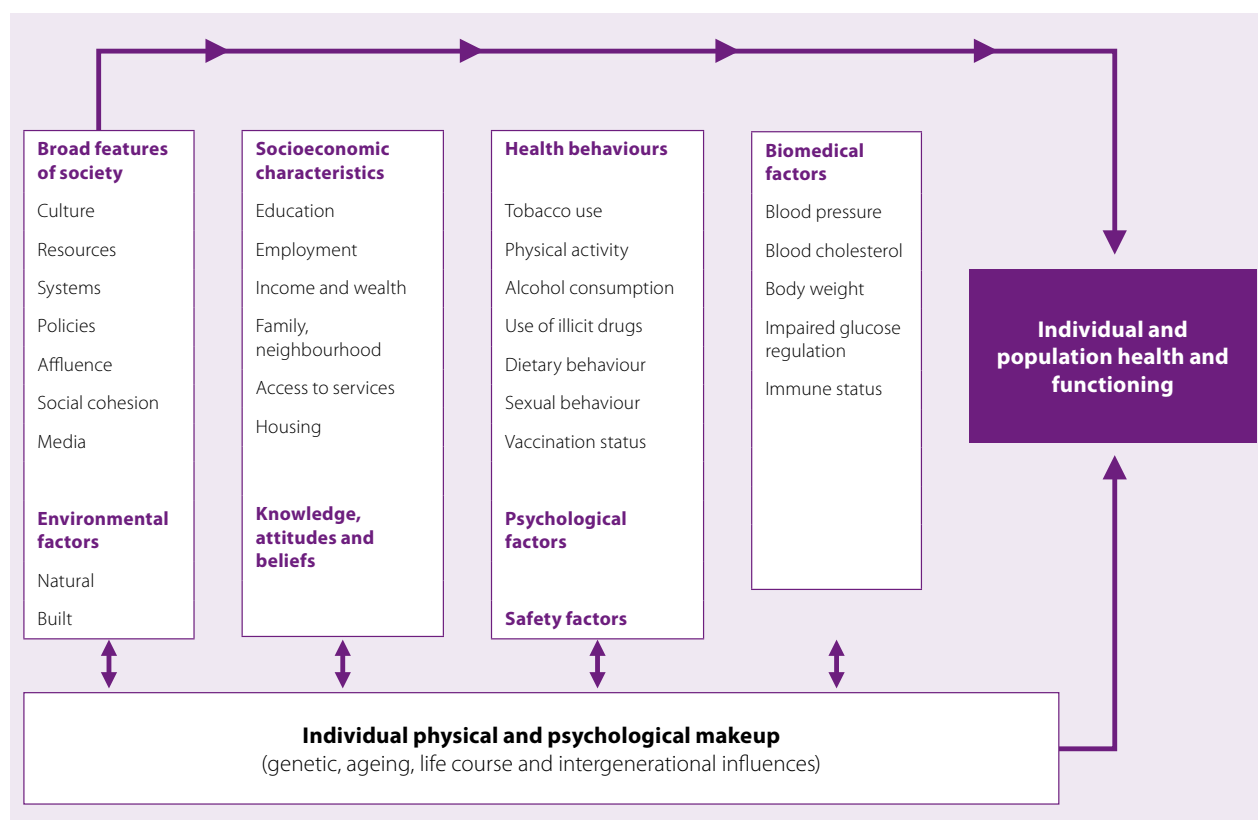 Broad features
of society
Culture
Resources
Systems
Policies
Affluence
Social cohesion
Media
Environmental
factors
Natural
Built
Socioeconomic
characteristics
Education
Employment
Income and wealth
Family,
neighbourhood
Access to services
Housing
Knowledge,
attitudes and
beliefs
Health behaviours
Tobacco use
Physical activity
Alcohol consumption
Use of illicit drugs
Dietary behaviour
Sexual behaviour
Vaccination status
Psychological
factors
Safety factors
Biomedical
factors
Blood pressure
Blood cholesterol
Body weight
Impaired glucose
regulation
Immune status
Individual and
population health and
functioning
Individual physical and psychological makeup
(genetic, ageing, life course and intergenerational influences)